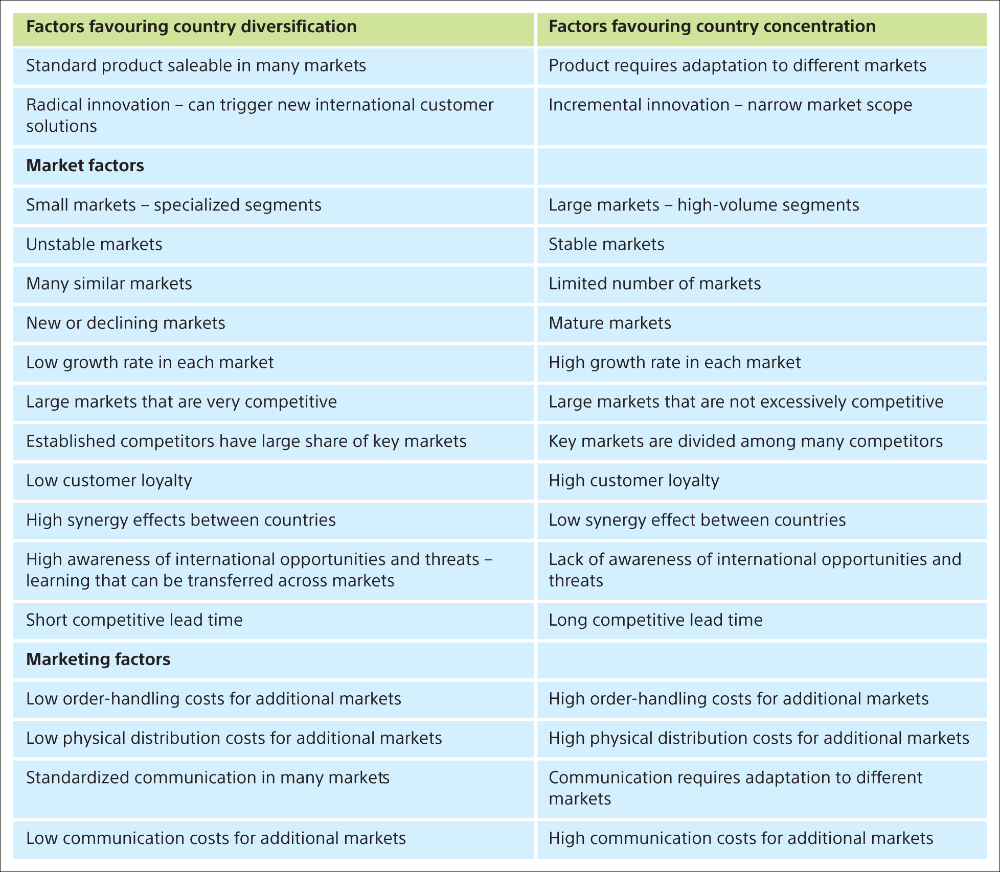 Factors favouring country diversification
Factors favouring country concentration
Standard product saleable in many markets
Product requires adaptation to different markets
Radical innovation – can trigger new international customer
solutions
Incremental innovation – narrow market scope
Market factors
Small markets – specialized segments
Large markets – high-volume segments
Unstable markets
Stable markets
Many similar markets
Limited number of markets
New or declining markets
Mature markets
Low growth rate in each market
High growth rate in each market
Large markets that are very competitive
Large markets that are not excessively competitive
Established competitors have large share of key markets
Key markets are divided among many competitors
Low customer loyalty
High customer loyalty
High synergy effects between countries
Low synergy effect between countries
High awareness of international opportunities and threats –
learning that can be transferred across markets
Lack of awareness of international opportunities and
threats
Short competitive lead time
Long competitive lead time
Marketing factors
Low order-handling costs for additional markets
High order-handling costs for additional markets
Low physical distribution costs for additional markets
High physical distribution costs for additional markets
Standardized communication in many markets
Communication requires adaptation to different
markets
Low communication costs for additional markets
High communication costs for additional markets